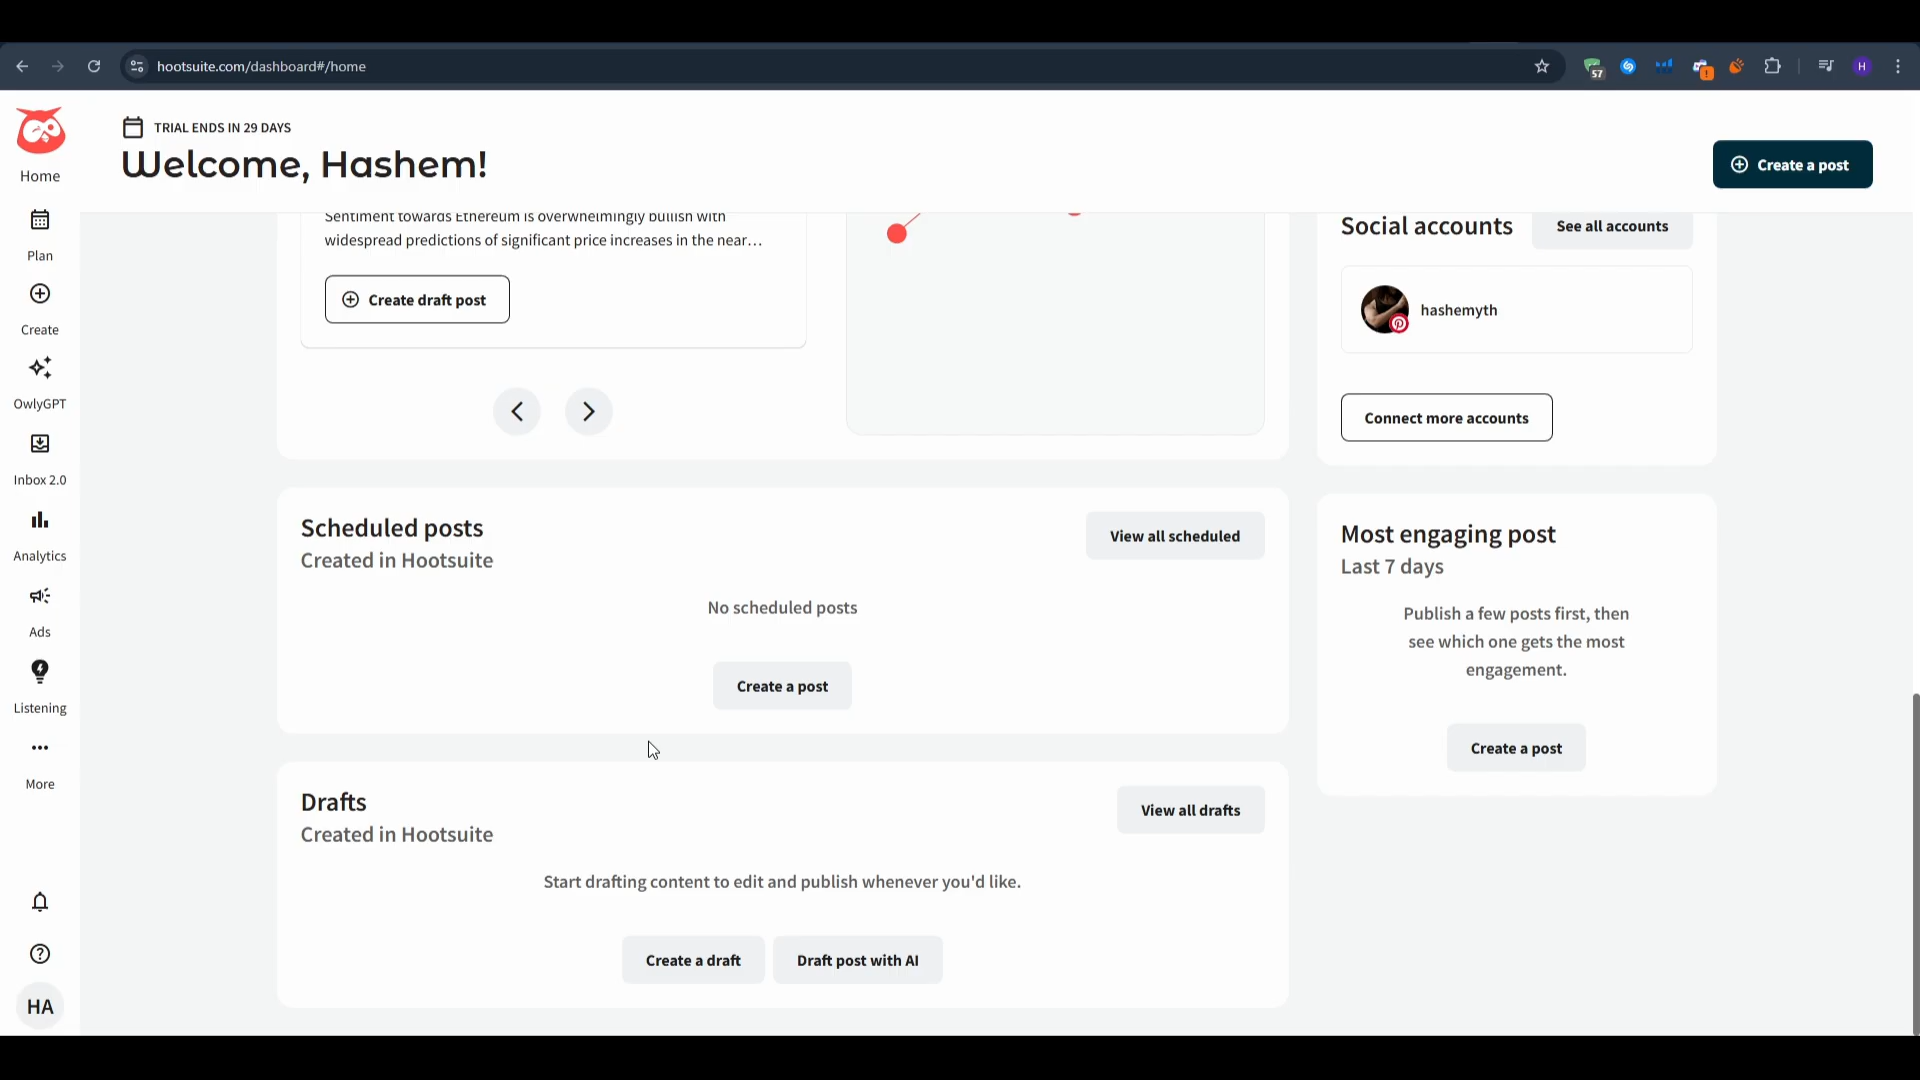 hootsuite.com/dashboard#/home
57
H
TRIAL ENDS IN 29 DAYS
Welcome, Hashem!
Create a post
Home
Plan
Create
OwlyGPT
Inbox 2.0
Analytics
Ads
Listening
More
HA
Sentiment towards Ethereum is overwhelmingly bullish with
widespread predictions of significant price increases in the near...
Create draft post
Social accounts
See all accounts
hashemyth
Connect more accounts
Scheduled posts
Created in Hootsuite
View all scheduled
No scheduled posts
Create a post
Most engaging post
Last 7 days
Publish a few posts first, then
see which one gets the most
engagement.
Create a post
Drafts
Created in Hootsuite
View all drafts
Start drafting content to edit and publish whenever you'd like.
Create a draft
Draft post with AI